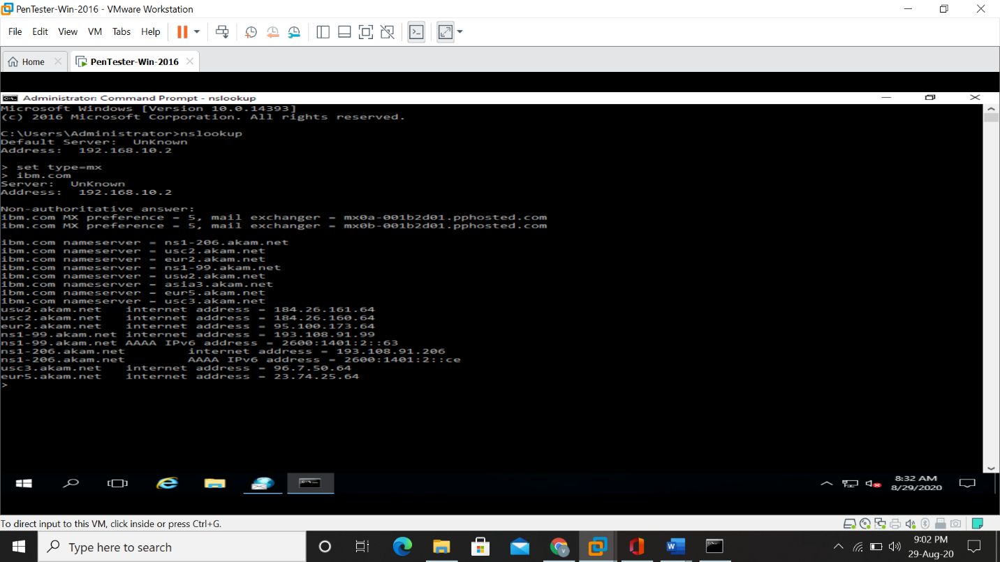 PenTester-Win-2016 - VMware Workstation
File Edit View VM Tabs Help
Home PenTester-Win-2016
Administrator: Command Prompt - nslookup
Microsoft Windows [Version 10.0.14393]
(c) 2016 Microsoft Corporation. All rights reserved.
C:\Users\Administrator>nslookup
Default Server:  UnKnown
Address:  192.168.10.2
> set type=mx
> ibm.com
Server:  UnKnown
Address:  192.168.10.2
Non-authoritative answer:
ibm.com MX preference = 5, mail exchanger = mx0a-001b2d01.pphosted.com
ibm.com MX preference = 5, mail exchanger = mx0b-001b2d01.pphosted.com
ibm.com nameserver = ns1-206.akam.net
ibm.com nameserver = usc2.akam.net
ibm.com nameserver = eur2.akam.net
ibm.com nameserver = ns1-99.akam.net
ibm.com nameserver = usw2.akam.net
ibm.com nameserver = asia3.akam.net
ibm.com nameserver = eur5.akam.net
ibm.com nameserver = usc3.akam.net
usw2.akam.net internet address = 184.26.161.64
usc2.akam.net internet address = 184.26.160.64
eur2.akam.net internet address = 95.100.173.64
ns1-99.akam.net internet address = 193.108.91.99
ns1-99.akam.net AAAA IPv6 address = 2600:1401:2::63
ns1-206.akam.net internet address = 193.108.91.206
ns1-206.akam.net AAAA IPv6 address = 2600:1401:2::ce
usc3.akam.net internet address = 96.7.50.64
eur5.akam.net internet address = 23.74.25.64
>
8:32 AM
8/29/2020
To direct input to this VM, click inside or press Ctrl+G.
Type here to search
9:02 PM
29-Aug-20